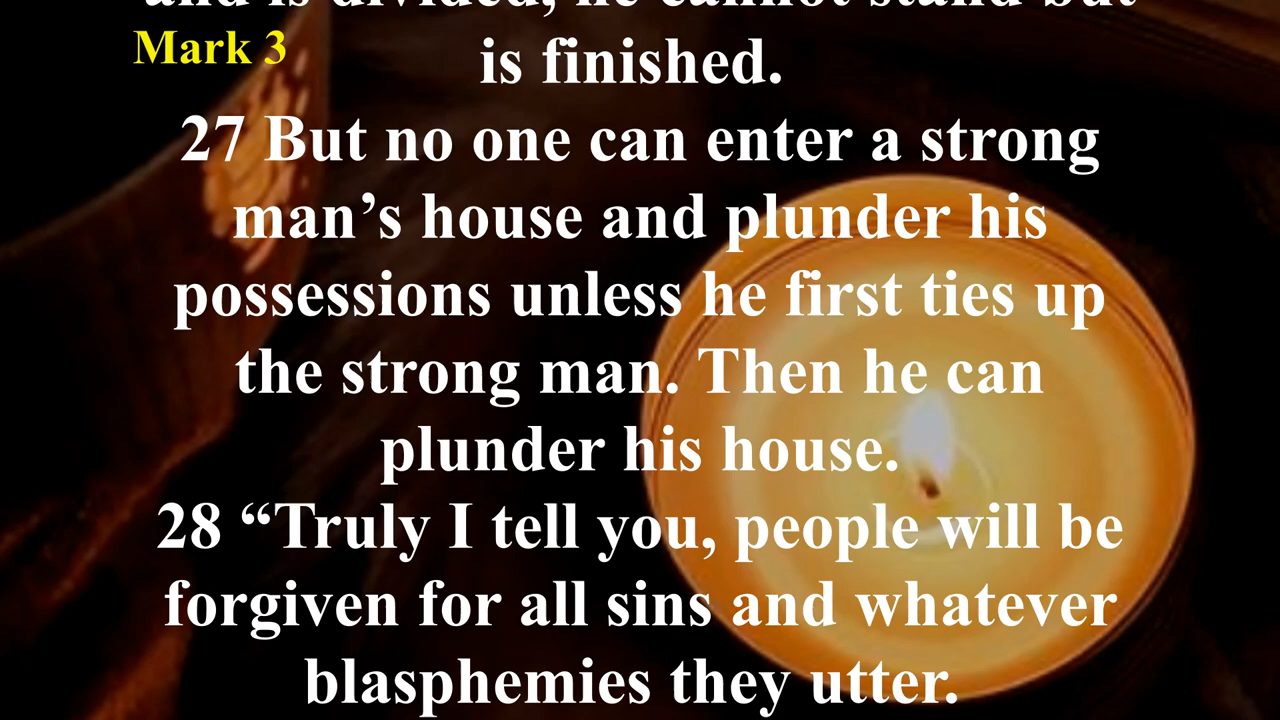 and is divided, he cannot stand but
Mark 3
is finished.
27 But no one can enter a strong
man’s house and plunder his
possessions unless he first ties up
the strong man. Then he can
plunder his house.
28 “Truly I tell you, people will be
forgiven for all sins and whatever
blasphemies they utter.